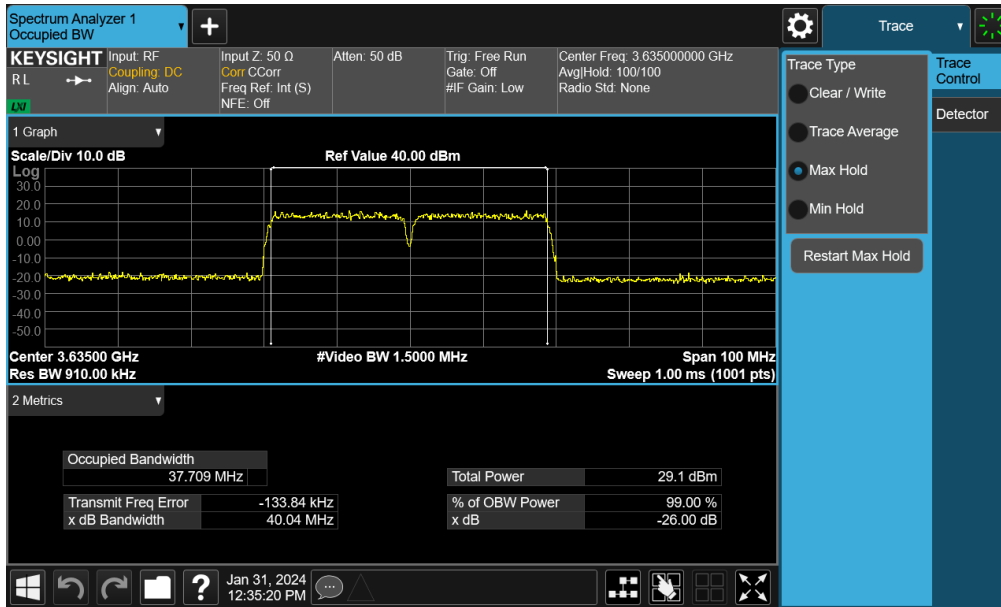 Spectrum Analyzer 1
Occupied BW
Trace
KEYSIGHT
R L
LXI
Input: RF
Coupling: DC
Align: Auto
Input Z: 50 Ω
Corr CCorr
Freq Ref: Int (S)
NFE: Off
Atten: 50 dB
Trig: Free Run
Gate: Off
#IF Gain: Low
Center Freq: 3.635000000 GHz
Avg|Hold: 100/100
Radio Std: None
Trace Type
Clear / Write
Trace Average
Max Hold
Min Hold
Restart Max Hold
Trace
Control
Detector
1 Graph
Scale/Div 10.0 dB
Ref Value 40.00 dBm
Log
30.0
20.0
10.0
0.00
-10.0
-20.0
-30.0
-40.0
-50.0
Center 3.63500 GHz
#Video BW 1.5000 MHz
Span 100 MHz
Res BW 910.00 kHz
Sweep 1.00 ms (1001 pts)
2 Metrics
Occupied Bandwidth
37.709 MHz
Total Power 29.1 dBm
Transmit Freq Error -133.84 kHz
% of OBW Power 99.00 %
x dB Bandwidth 40.04 MHz
x dB -26.00 dB
?
Jan 31, 2024
12:35:20 PM